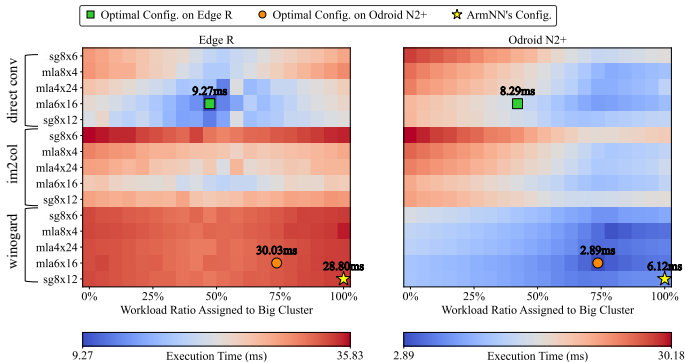 Optimal Config. on Edge R
Optimal Config. on Odroid N2+
ArmNN's Config.
Edge R
Odroid N2+
direct conv
im2col
winogard
sg8x6
mla8x4
mla4x24
mla6x16
sg8x12
sg8x6
mla8x4
mla4x24
mla6x16
sg8x12
sg8x6
mla8x4
mla4x24
mla6x16
sg8x12
9.27ms
30.03ms
28.80ms
8.29ms
2.89ms
6.12ms
0% 25% 50% 75% 100%
0% 25% 50% 75% 100%
Workload Ratio Assigned to Big Cluster
Workload Ratio Assigned to Big Cluster
9.27 Execution Time (ms) 35.83
2.89 Execution Time (ms) 30.18